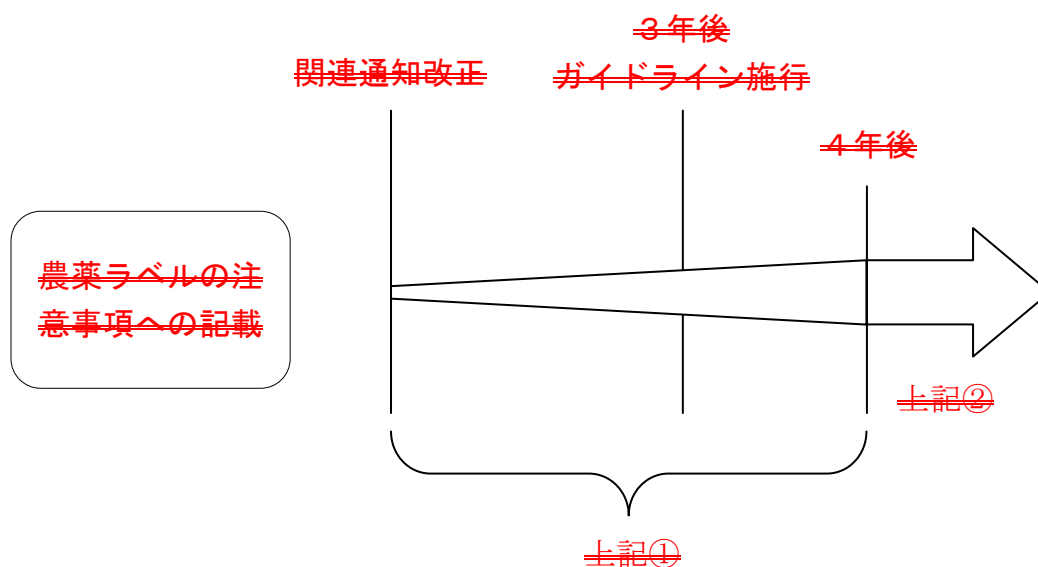 ３年後
関連通知改正
ガイドライン施行
４年後
農薬ラベルの注
意事項への記載
上記②
上記①